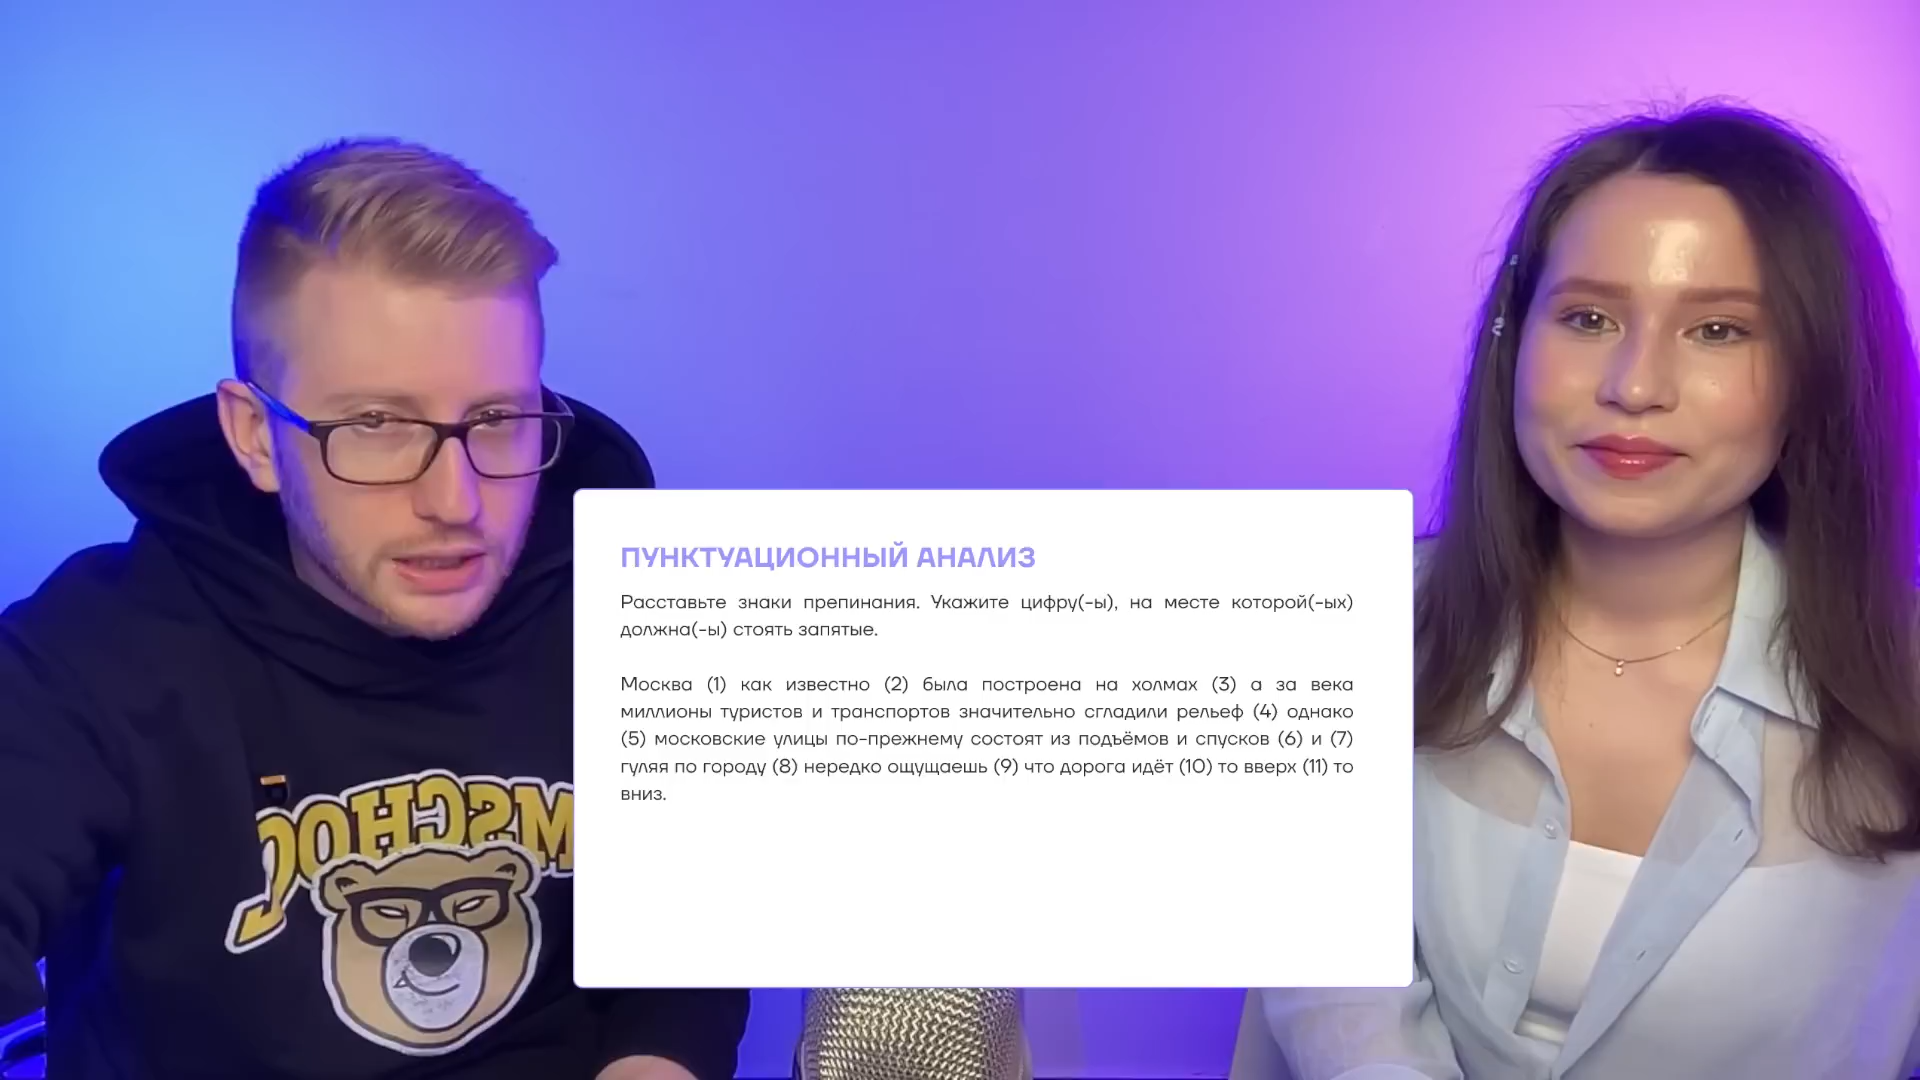 ПУНКТУАЦИОННЫЙ АНАЛИЗ
Расставьте знаки препинания. Укажите цифру(-ы), на месте которой(-ых)
должна(-ы) стоять запятые.
Москва (1) как известно (2) была построена на холмах (3) а за века
миллионы туристов и транспортов значительно сгладили рельеф (4) однако
(5) московские улицы по-прежнему состоят из подъёмов и спусков (6) и (7)
гуляя по городу (8) нередко ощущаешь (9) что дорога идёт (10) то вверх (11) то
вниз.